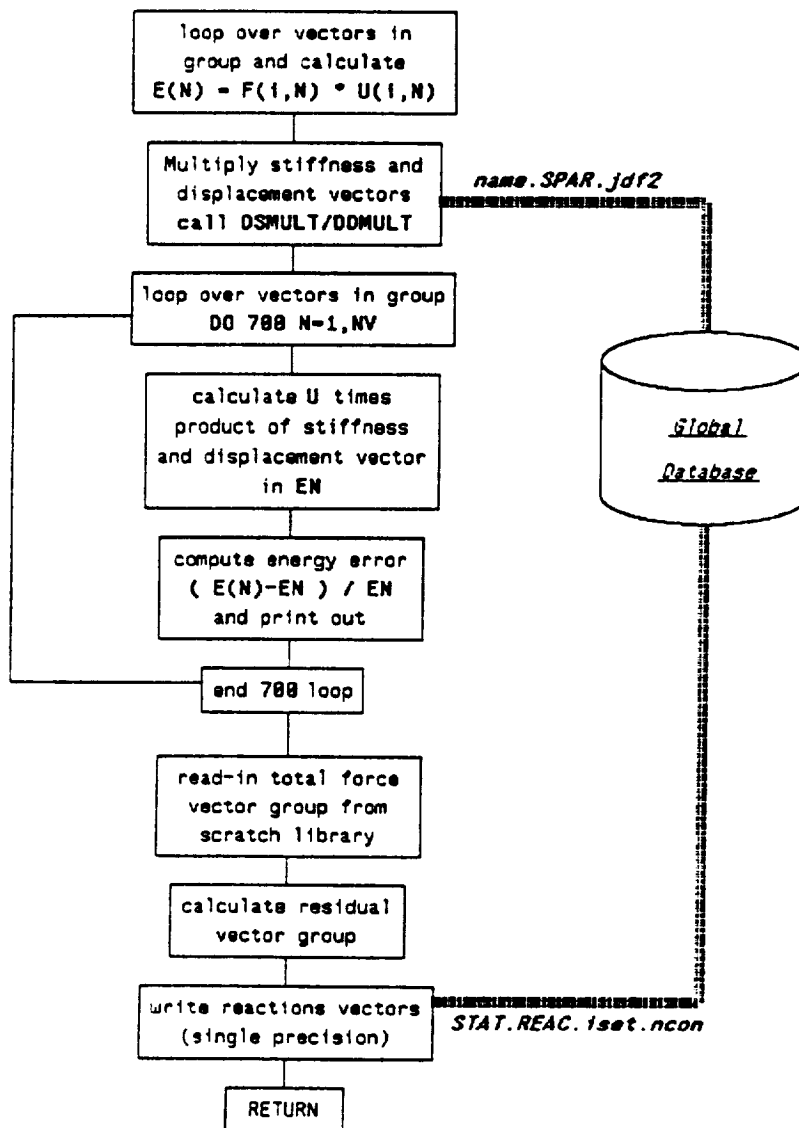 loop over vectors in
group and calculate
E(N) = F(i,N) * U(i,N)
Multiply stiffness and
displacement vectors
call DSMULT/DDMULT
name.SPAR.jdf2
loop over vectors in group
DO 700 N=1,NV
calculate U times
product of stiffness
and displacement vector
in EN
Global
Database
compute energy error
( E(N)-EN ) / EN
and print out
end 700 loop
read-in total force
vector group from
scratch library
calculate residual
vector group
write reactions vectors
(single precision)
STAT.REAC.iset.ncon
RETURN